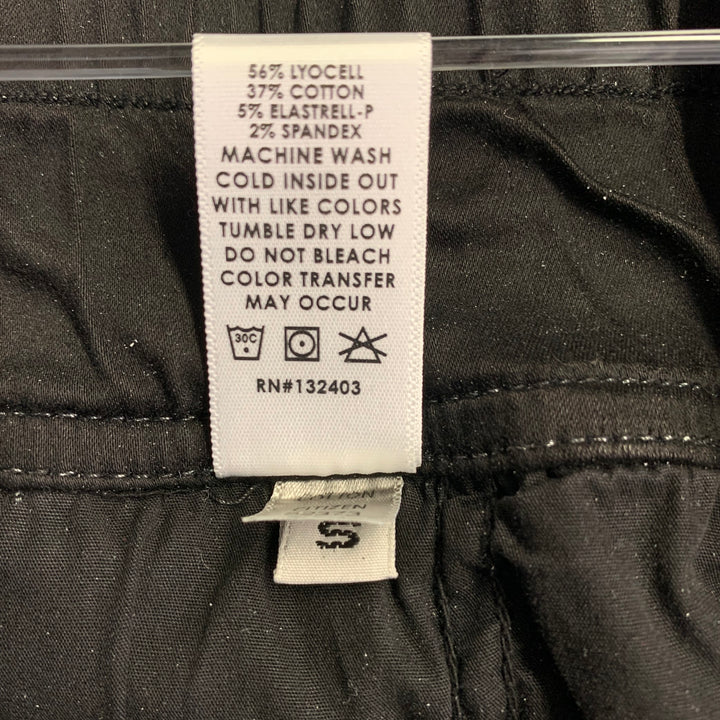 56% LYOCELL
37% COTTON
5% ELASTRELL-P
2% SPANDEX
MACHINE WASH
COLD INSIDE OUT
WITH LIKE COLORS
TUMBLE DRY LOW
DO NOT BLEACH
COLOR TRANSFER
MAY OCCUR
30C
RN#132403
CITIZEN
S